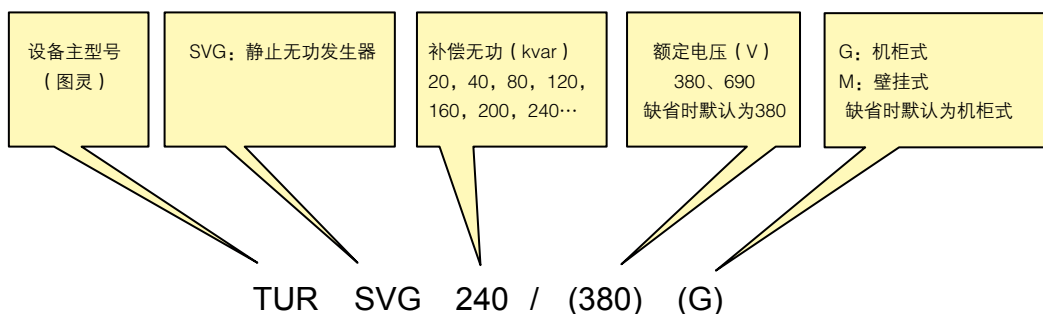 设备主型号
（图灵）
SVG：静止无功发生器
补偿无功（kvar）
20，40，80，120，
160，200，240…
额定电压（V）
380、690
缺省时默认为380
G：机柜式
M：壁挂式
缺省时默认为机柜式
TUR SVG 240 / (380) (G)